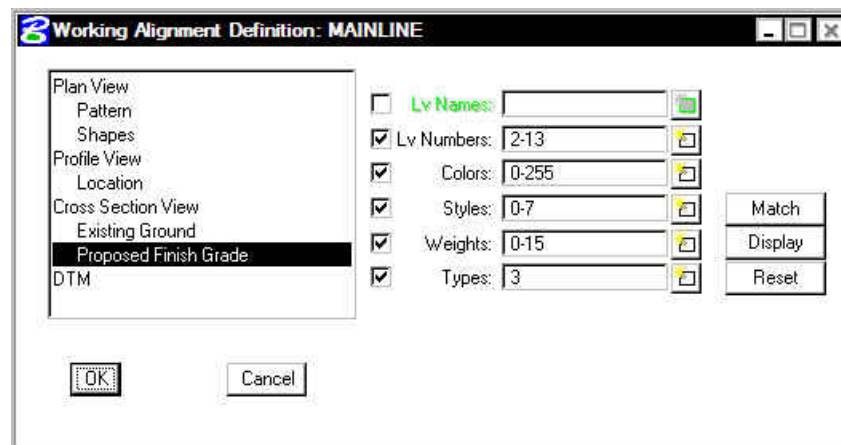 Working Alignment Definition: MAINLINE
Plan View
Pattern
Shapes
Profile View
Location
Cross Section View
Existing Ground
Proposed Finish Grade
DTM
Lv Names:
Lv Numbers: 2-13
Colors: 0-255
Styles: 0-7
Weights: 0-15
Types: 3
Match
Display
Reset
OK
Cancel